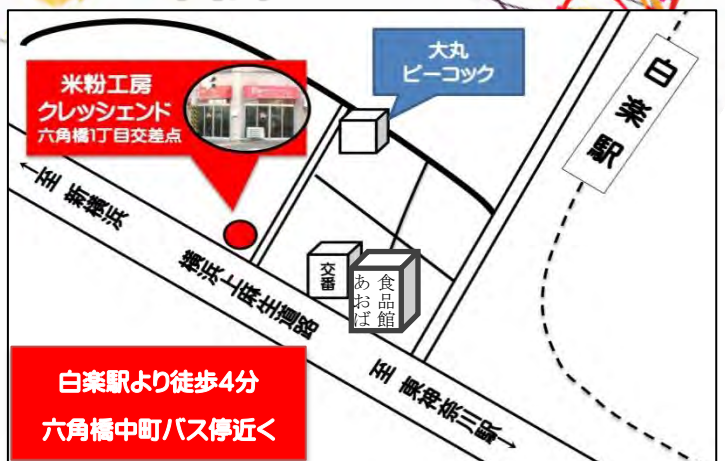 米粉工房
クレッシェンド
六角橋1丁目交差点
大丸
ピーコック
白楽駅
←至 新横浜
横浜上麻生道路
交番
食品館
あおば
至 東神奈川駅→
白楽駅より徒歩4分
六角橋中町バス停近く